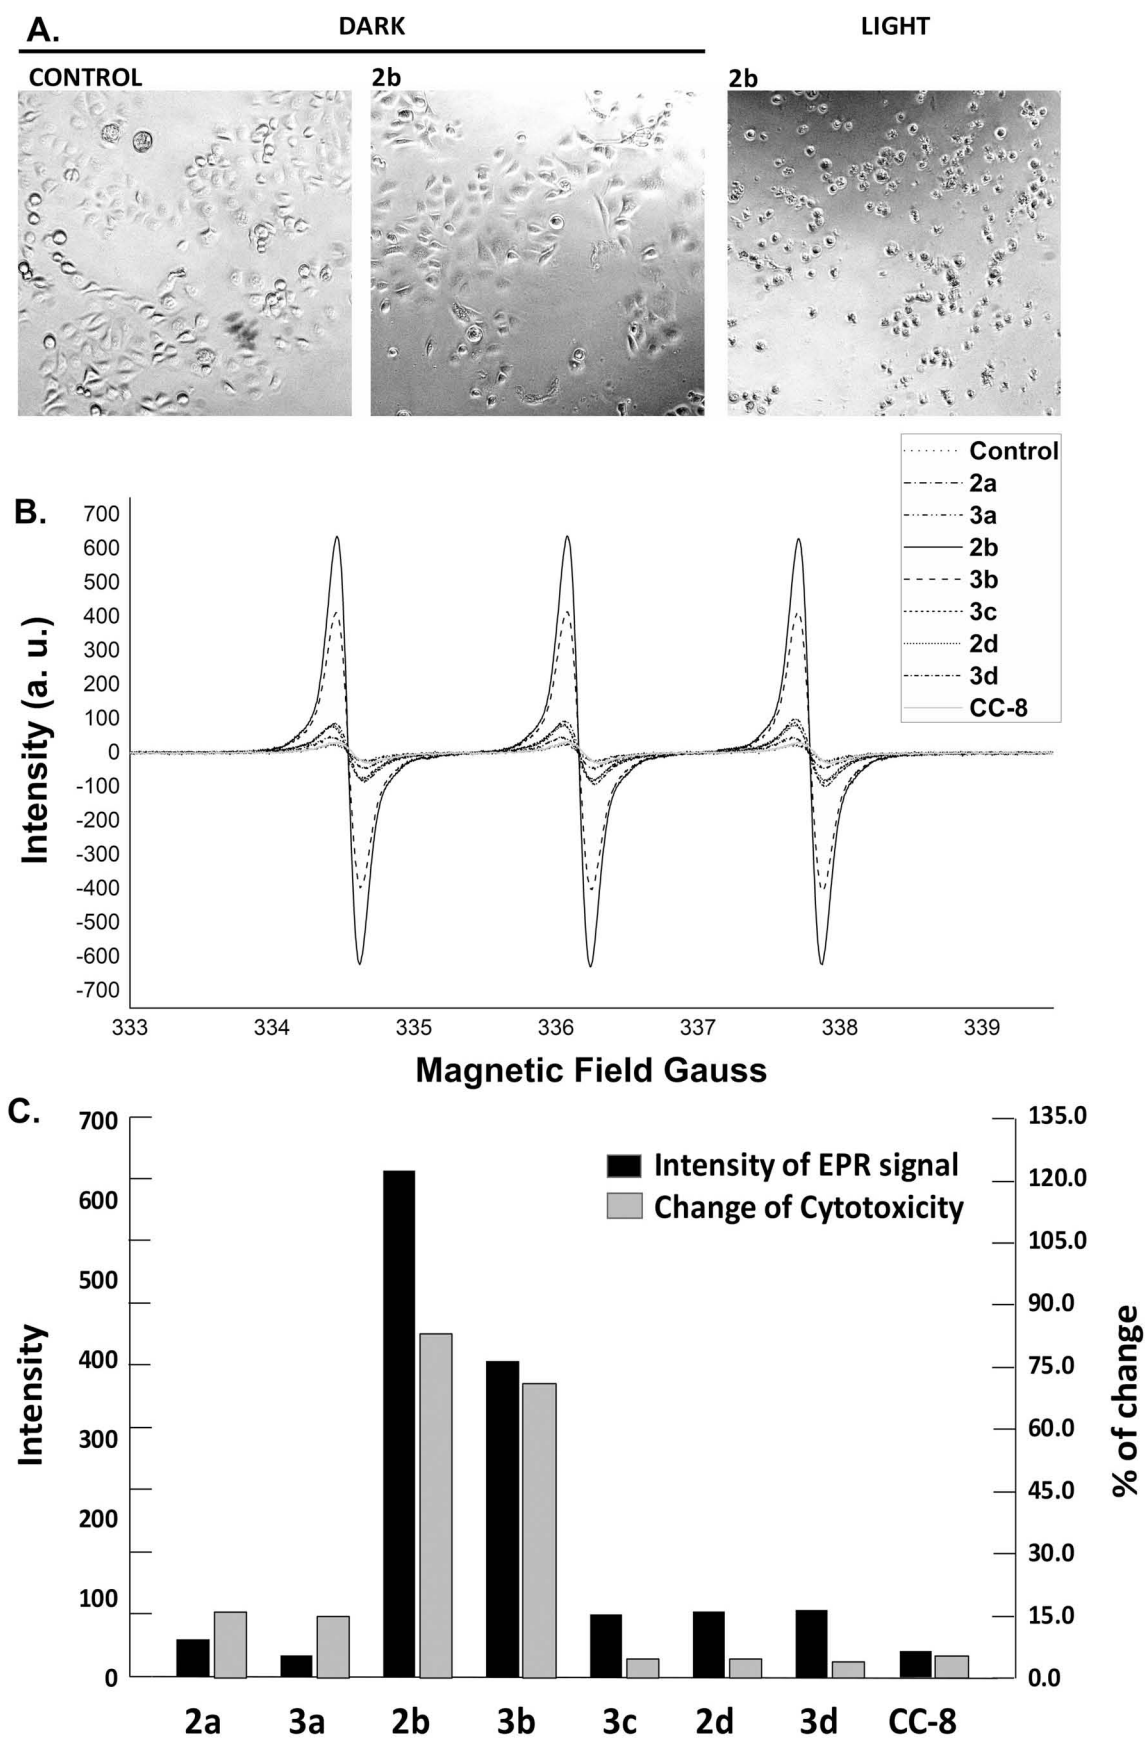 A.
DARK
LIGHT
CONTROL
2b
2b
Control
2a
3a
2b
3b
3c
2d
3d
CC-8
B.
700
600
500
400
300
200
100
0
-100
-200
-300
-400
-500
-600
-700
Intensity (a. u.)
333 334 335 336 337 338 339
Magnetic Field Gauss
C.
700
600
500
400
300
200
100
0
Intensity
Intensity of EPR signal
Change of Cytotoxicity
135.0
120.0
105.0
90.0
75.0
60.0
45.0
30.0
15.0
0.0
% of change
2a 3a 2b 3b 3c 2d 3d CC-8